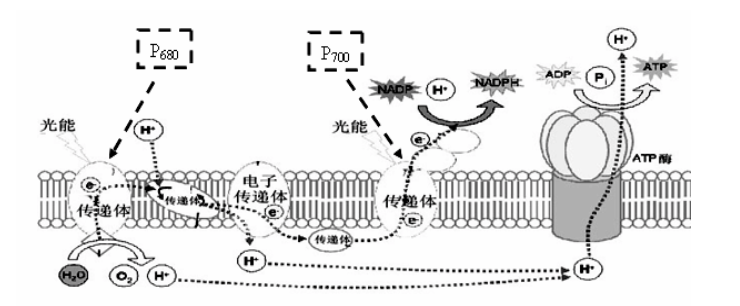 P680
P700
H⁺
ATP
ADP
Pi
NADP
H⁺
NADPH
光能
H⁺
光能
e⁻
ATP酶
e⁻
传递体
传递体
电子
传递体
e⁻
传递体
传递体
e⁻
H₂O
O₂
H⁺
H⁺
H⁺